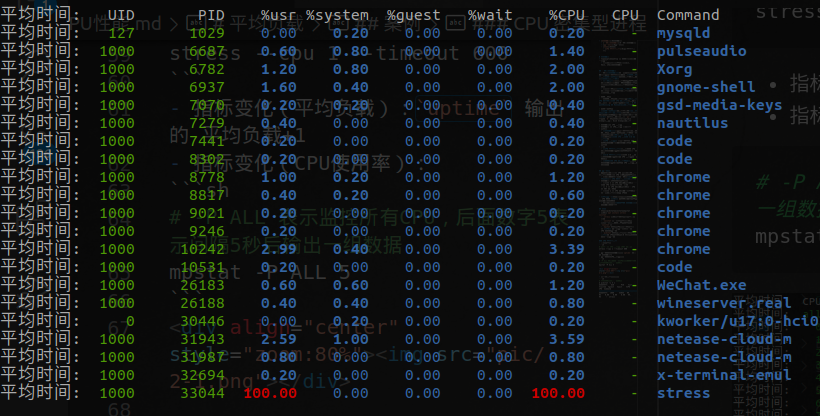 平均时间:   UID       PID    %usr %system  %guest   %wait    %CPU   CPU  Command
平均时间:   127      1029    0.00    0.20    0.00    0.00    0.20     -  mysqld
平均时间:  1000      6687    0.60    0.80    0.00    0.00    1.40     -  pulseaudio
平均时间:  1000      6782    1.20    0.80    0.00    0.00    2.00     -  Xorg
平均时间:  1000      6937    1.60    0.40    0.00    0.00    2.00     -  gnome-shell
平均时间:  1000      7070    0.20    0.20    0.00    0.00    0.40     -  gsd-media-keys
平均时间:  1000      7279    0.40    0.00    0.00    0.00    0.40     -  nautilus
平均时间:  1000      7441    0.20    0.00    0.00    0.00    0.20     -  code
平均时间:  1000      8302    0.20    0.00    0.00    0.00    0.20     -  code
平均时间:  1000      8778    1.00    0.20    0.00    0.00    1.20     -  chrome
平均时间:  1000      8817    0.40    0.20    0.00    0.00    0.60     -  chrome
平均时间:  1000      9021    0.20    0.00    0.00    0.00    0.20     -  chrome
平均时间:  1000      9246    0.20    0.00    0.00    0.00    0.20     -  chrome
平均时间:  1000     10242    2.99    0.40    0.00    0.00    3.39     -  chrome
平均时间:  1000     10531    0.20    0.00    0.00    0.00    0.20     -  code
平均时间:  1000     26183    0.60    0.60    0.00    0.00    1.20     -  WeChat.exe
平均时间:  1000     26188    0.40    0.40    0.00    0.00    0.80     -  wineserver.real
平均时间:     0     30446    0.00    0.20    0.00    0.00    0.20     -  kworker/u17:0-hci0
平均时间:  1000     31943    2.59    1.00    0.00    0.00    3.59     -  netease-cloud-m
平均时间:  1000     31987    0.80    0.00    0.00    0.00    0.80     -  netease-cloud-m
平均时间:  1000     32694    0.20    0.00    0.00    0.00    0.20     -  x-terminal-emul
平均时间:  1000     33044  100.00    0.00    0.00    0.00  100.00     -  stress